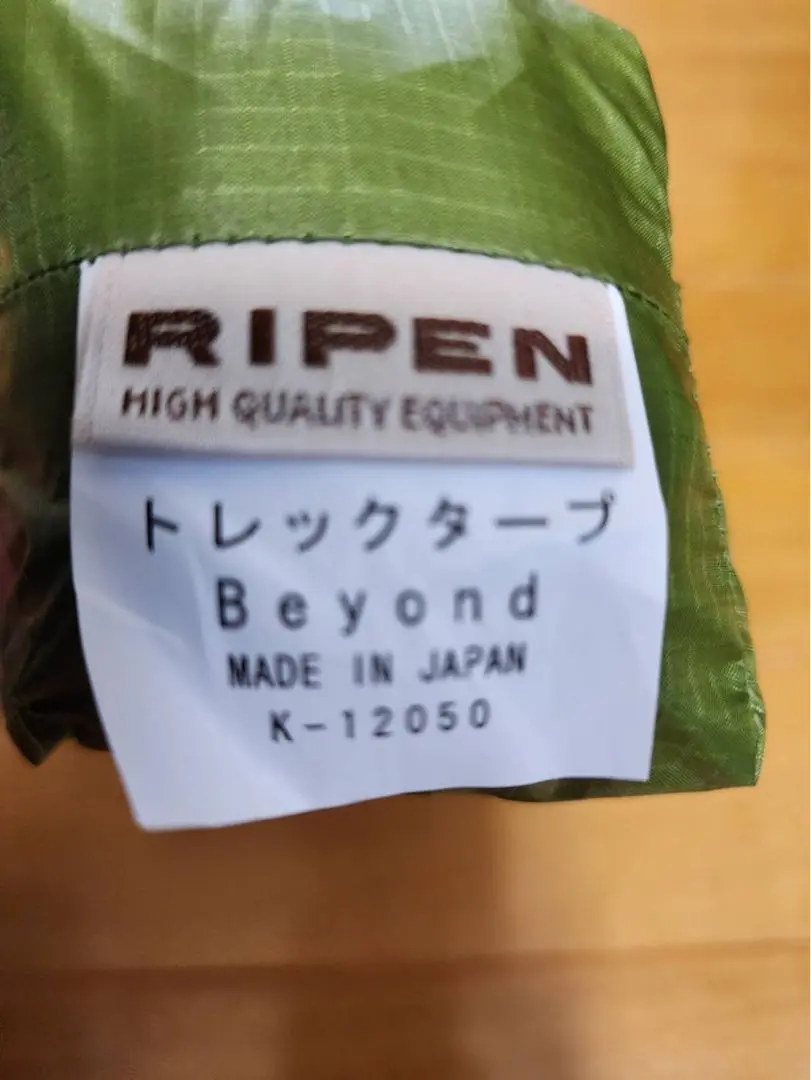 RIPEN
HIGH QUALITY EQUIPMENT
トレックタープ
Beyond
MADE IN JAPAN
K-12050